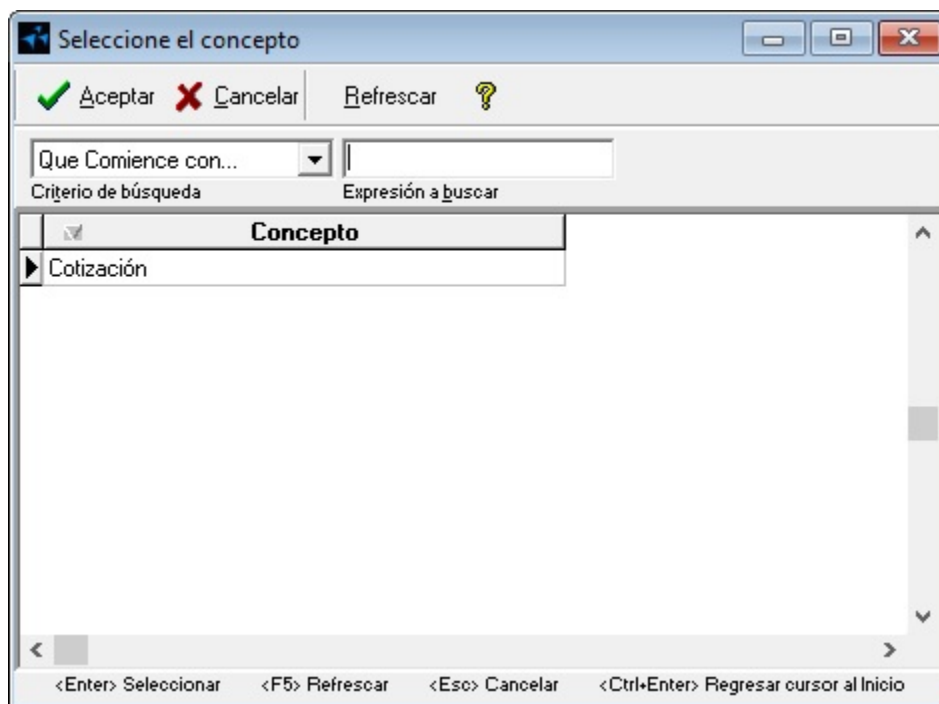 Seleccione el concepto
Aceptar Cancelar Refrescar
Que Comience con...
Criterio de búsqueda Expresión a buscar
Concepto
Cotización
<Enter> Seleccionar <F5> Refrescar <Esc> Cancelar <Ctrl+Enter> Regresar cursor al Inicio